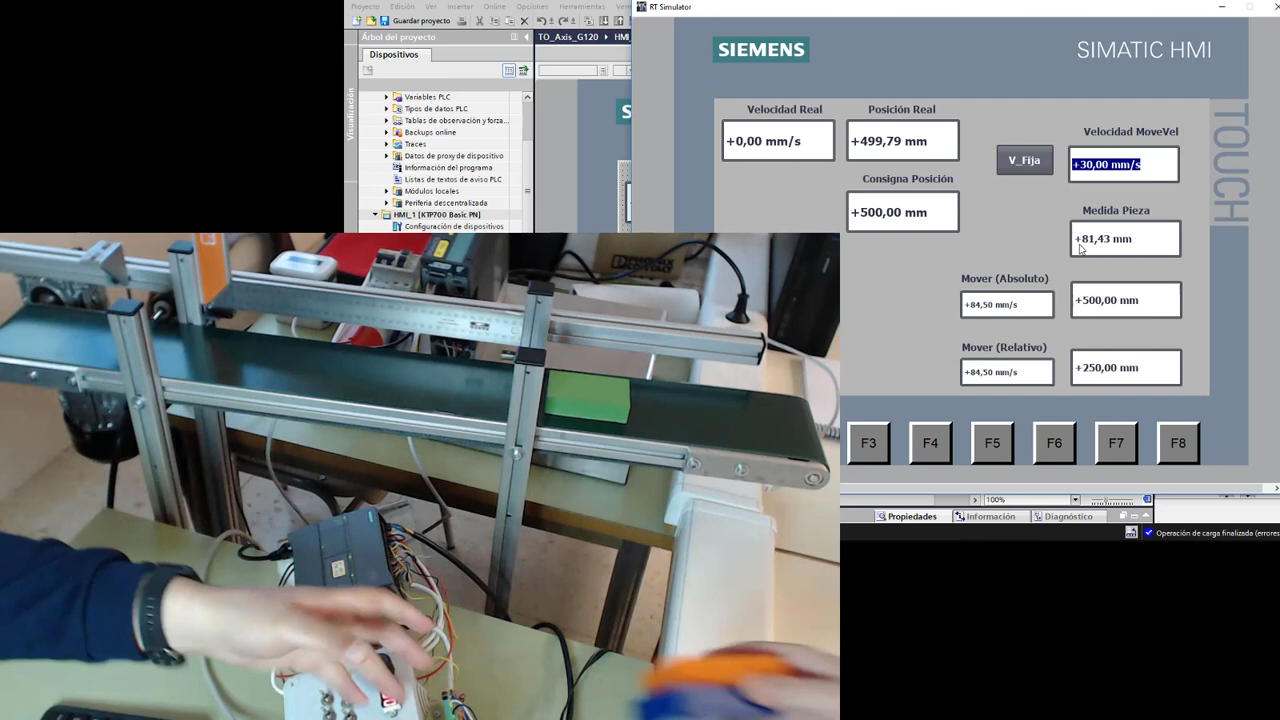 Proyecto Edición Ver Insertar Online Opciones Herramientas
RT Simulator
Guardar proyecto
Árbol del proyecto
TO_Axis_G120
Dispositivos
Visualización
Variables PLC
Tipos de datos PLC
Tablas de observación y forza...
Backups online
Traces
Datos de proxy de dispositivo
Información del programa
Listas de textos de aviso PLC
Módulos locales
Periferia descentralizada
HMI_1 [KTP700 Basic PN]
Configuración de dispositivos
SIEMENS
SIMATIC HMI
TOUCH
Velocidad Real
Posición Real
+0,00 mm/s
+499,79 mm
Consigna Posición
+500,00 mm
V_Fija
Velocidad MoveVel
+30,00 mm/s
Medida Pieza
+81,43 mm
Mover (Absoluto)
+84,50 mm/s
+500,00 mm
Mover (Relativo)
+84,50 mm/s
+250,00 mm
F3
F4
F5
F6
F7
F8
100%
Propiedades
Información
Diagnóstico
Operación de carga finalizada (errores